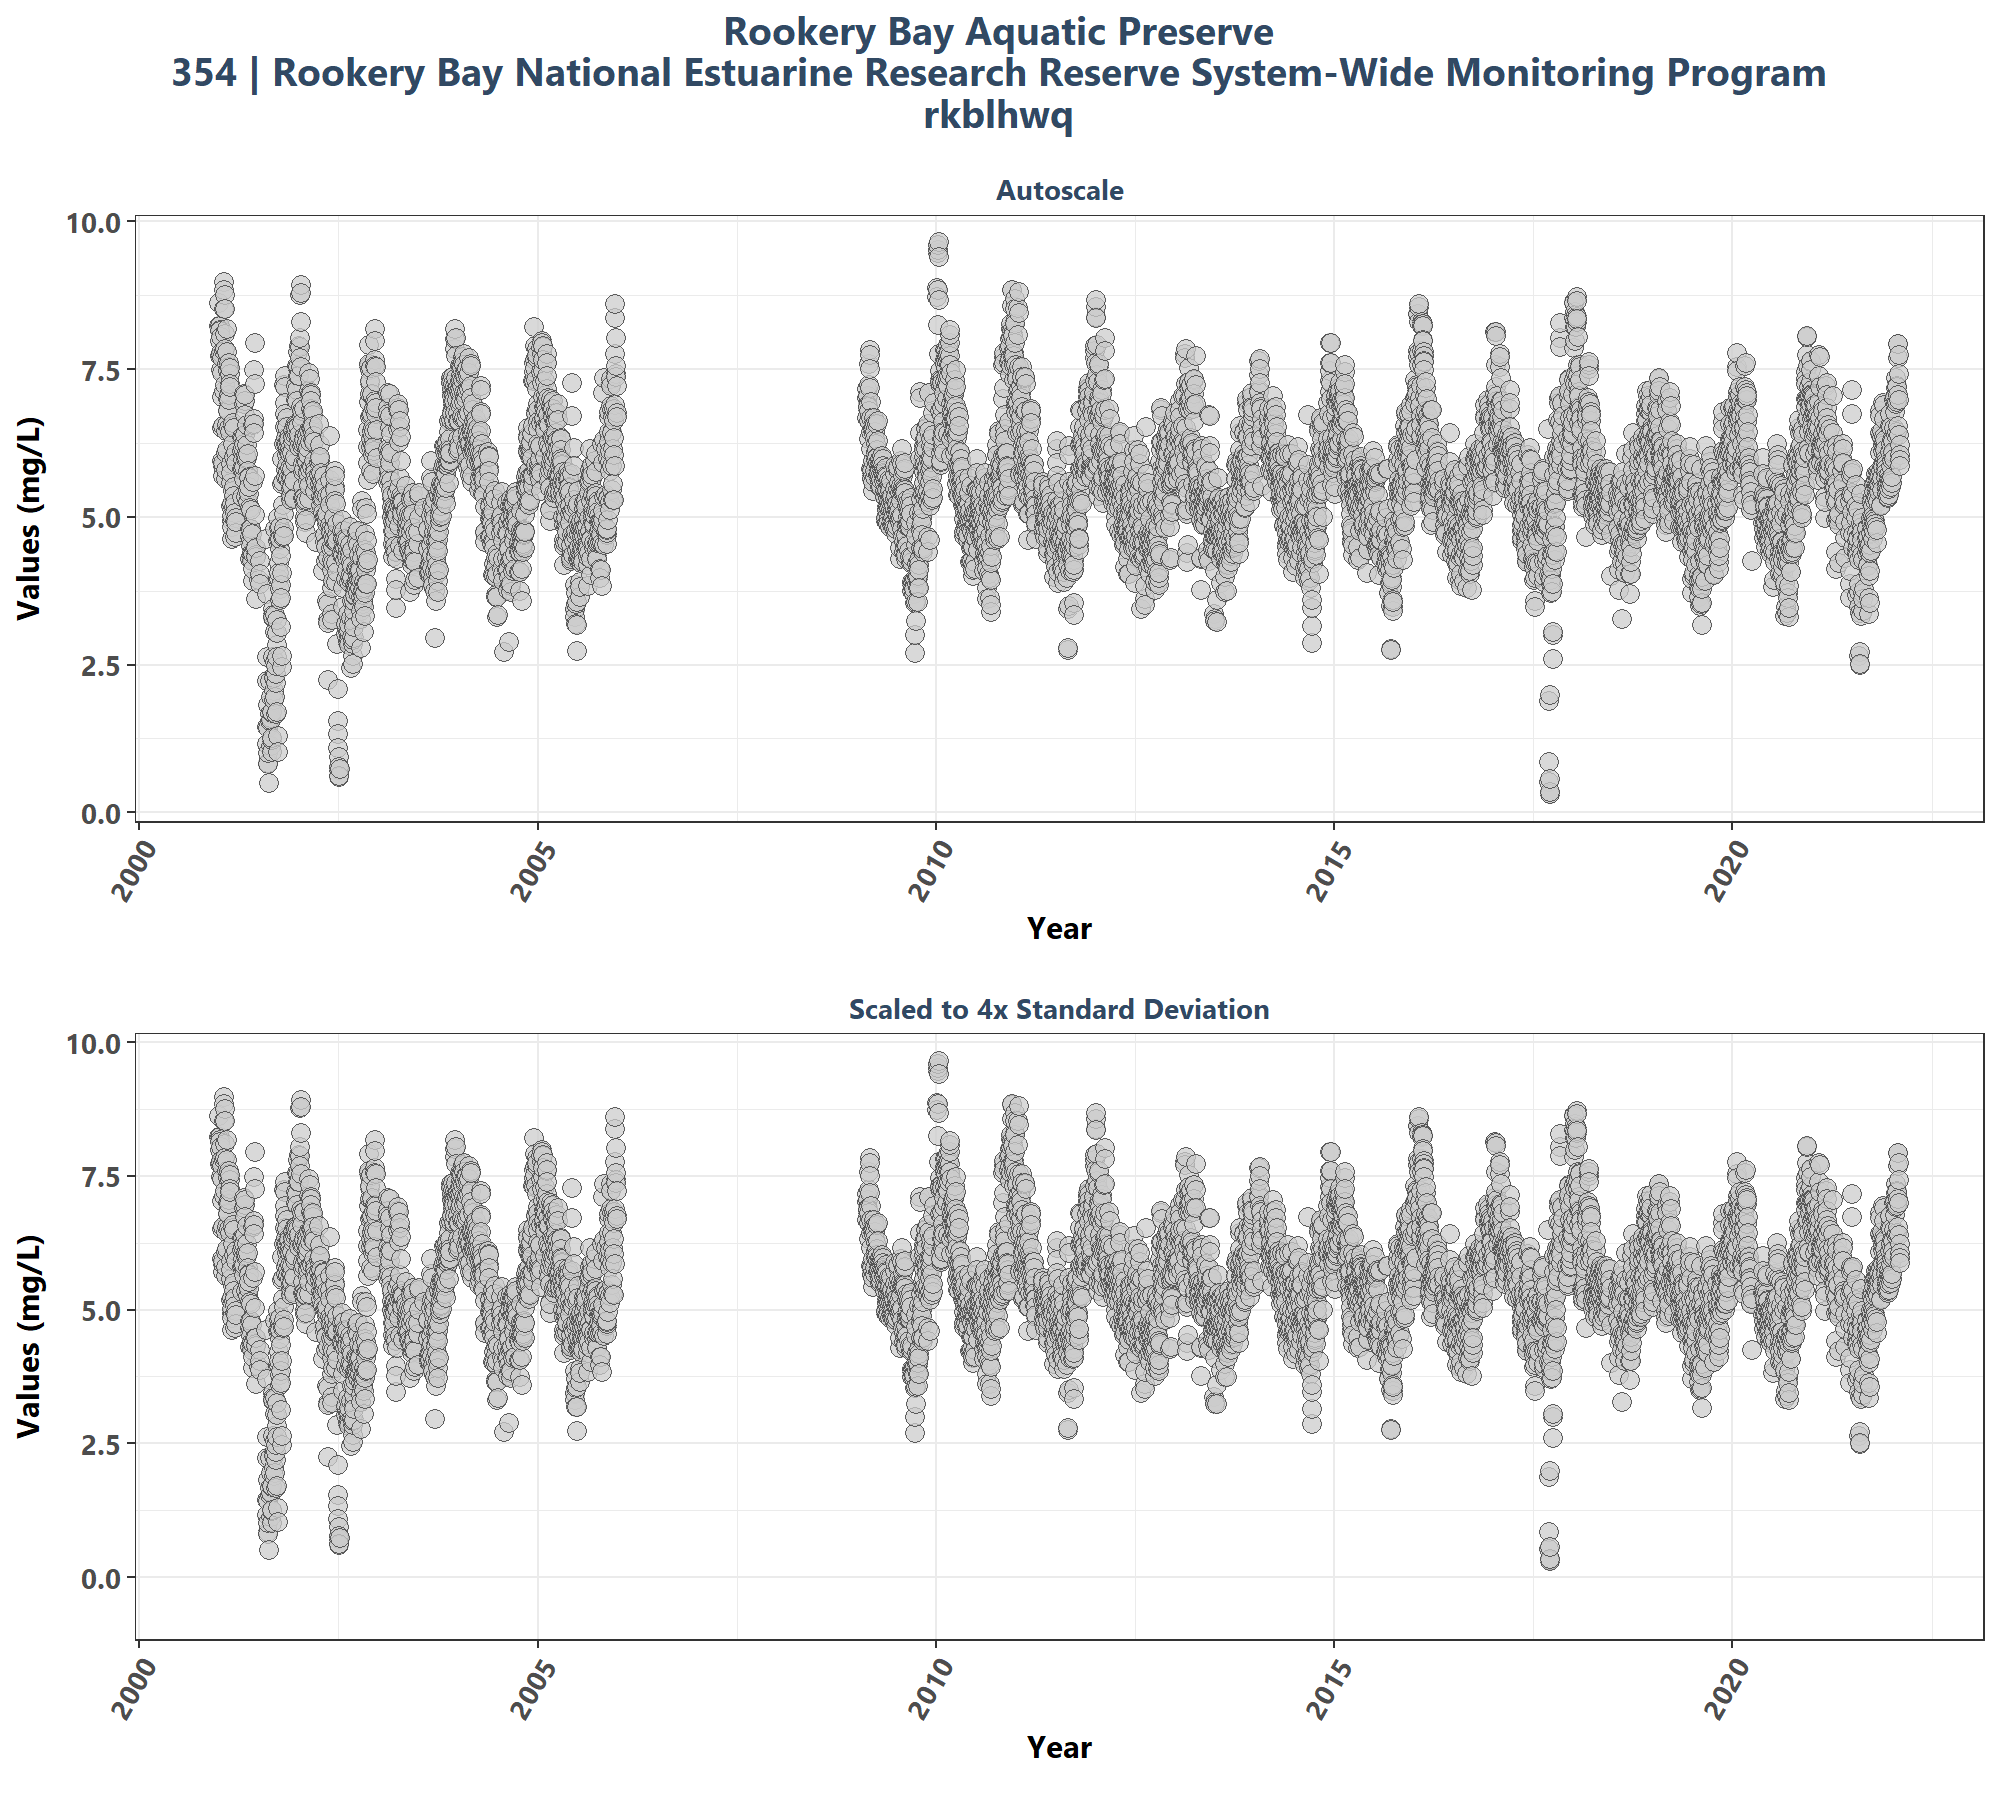 Rookery Bay Aquatic Preserve
354 | Rookery Bay National Estuarine Research Reserve System-Wide Monitoring Program
rkblhwq
Autoscale
Values (mg/L)
10.0
7.5
5.0
2.5
0.0
2000 2005 2010 2015 2020
Year
Scaled to 4x Standard Deviation
Values (mg/L)
10.0
7.5
5.0
2.5
0.0
2000 2005 2010 2015 2020
Year